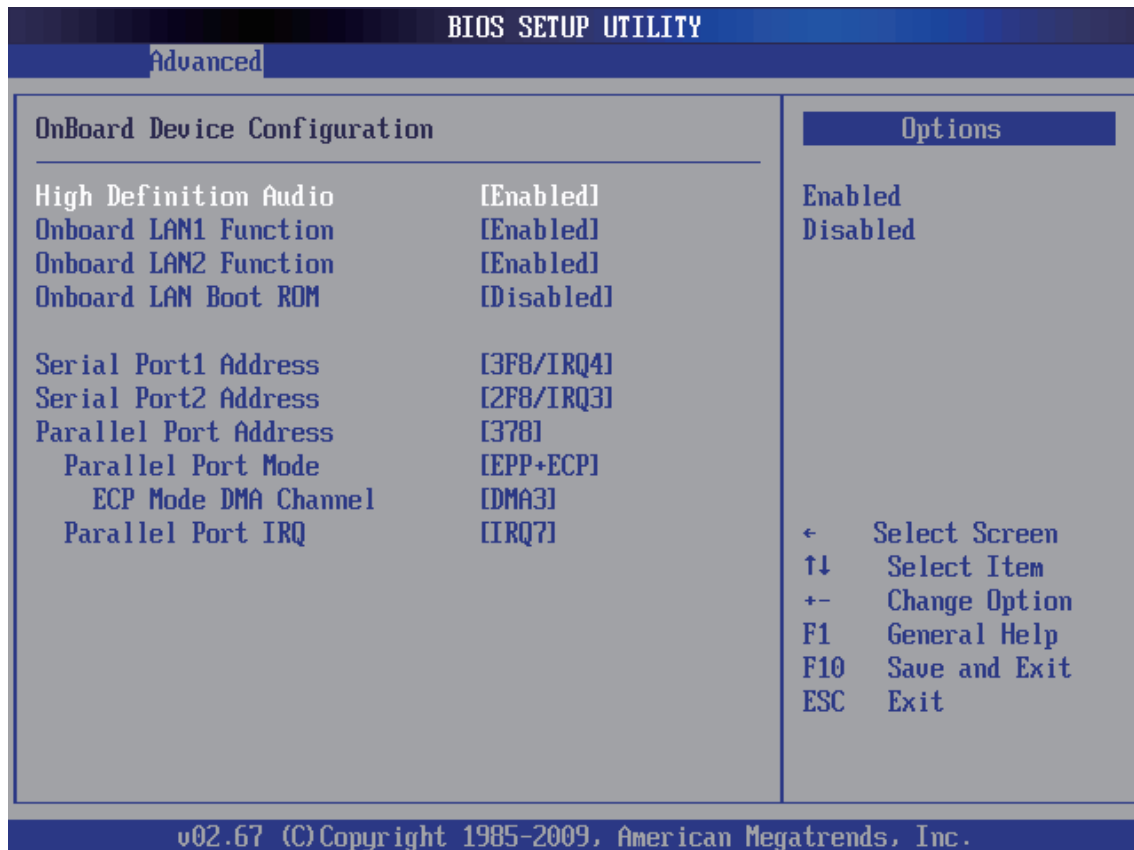 BIOS SETUP UTILITY
Advanced
OnBoard Device Configuration
High Definition Audio [Enabled]
Onboard LAN1 Function [Enabled]
Onboard LAN2 Function [Enabled]
Onboard LAN Boot ROM [Disabled]
Serial Port1 Address [3F8/IRQ4]
Serial Port2 Address [2F8/IRQ3]
Parallel Port Address [378]
Parallel Port Mode [EPP+ECP]
ECP Mode DMA Channel [DMA3]
Parallel Port IRQ [IRQ7]
Options
Enabled
Disabled
← Select Screen
↑↓ Select Item
+- Change Option
F1 General Help
F10 Save and Exit
ESC Exit
v02.67 (C)Copyright 1985-2009, American Megatrends, Inc.